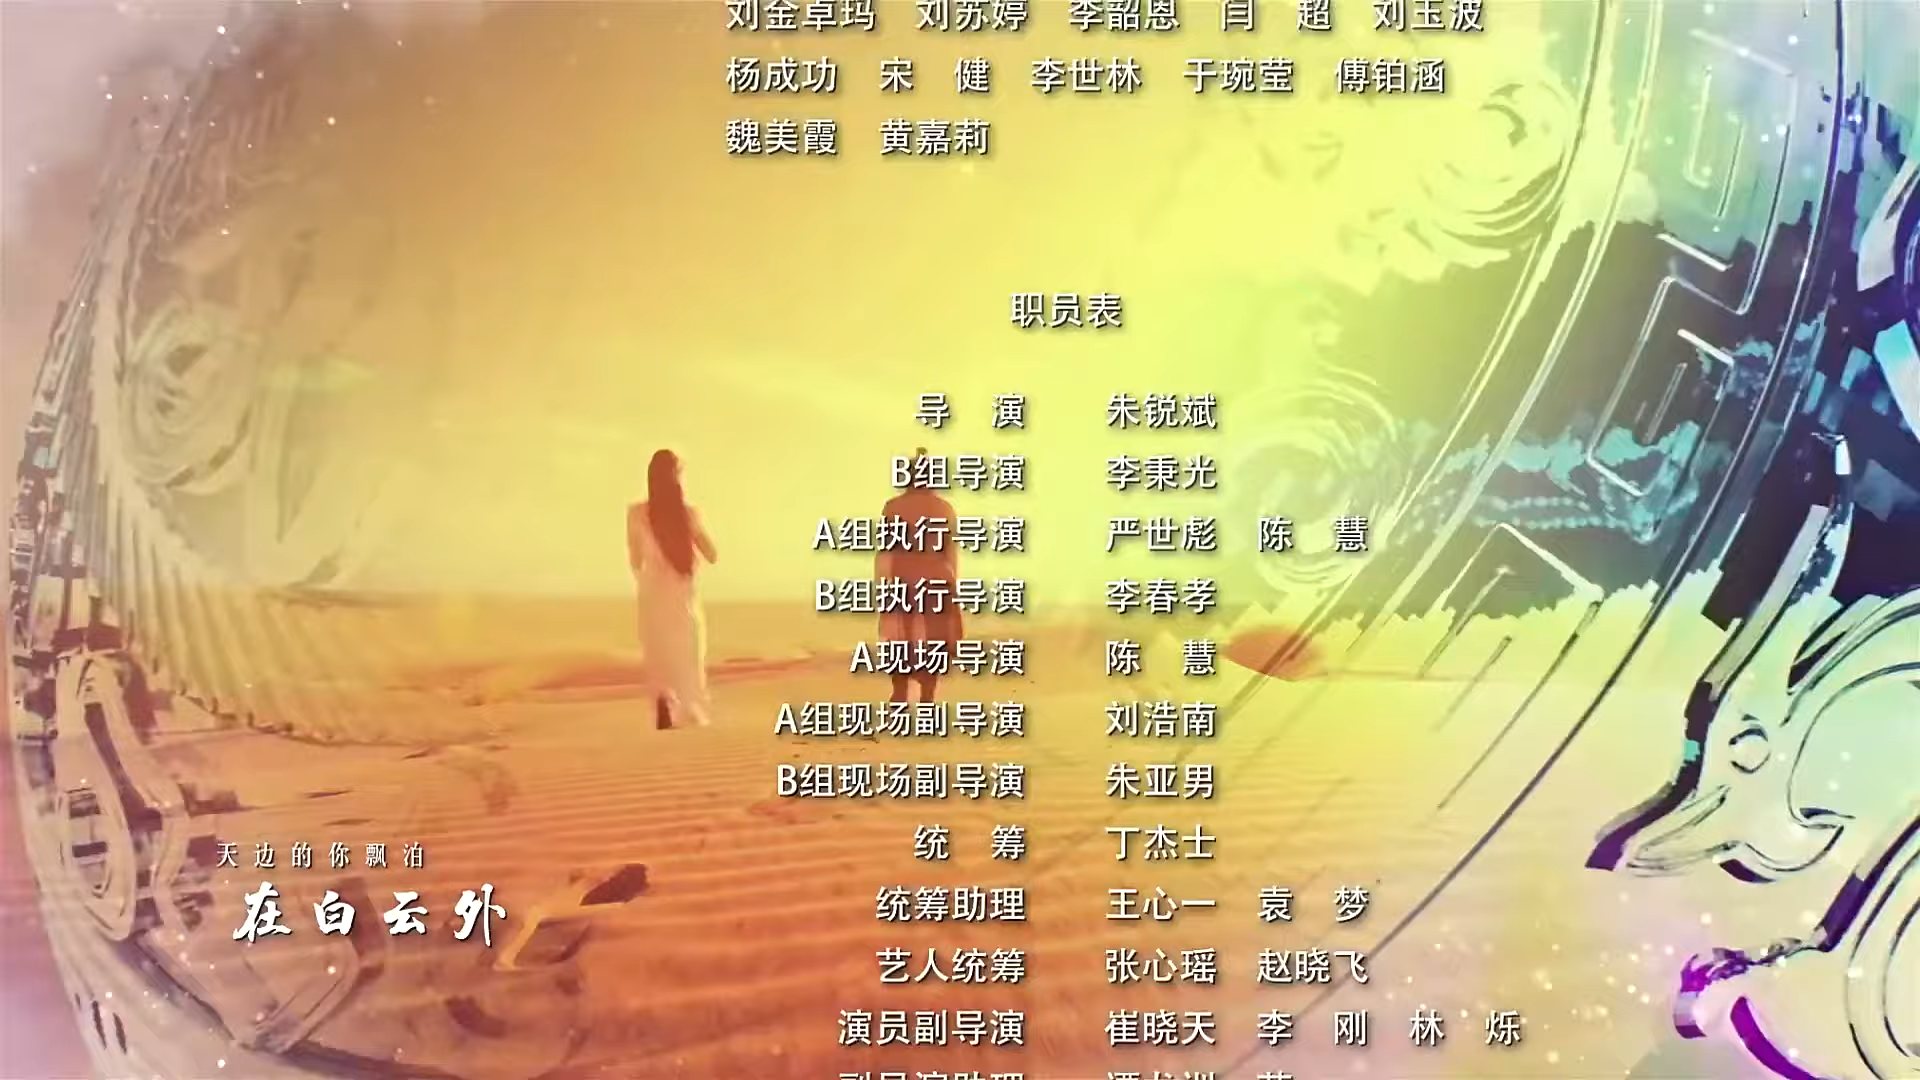 刘金卓玛 刘苏婷 李韶恩 闫 超 刘玉波
杨成功 宋 健 李世林 于琬莹 傅铂涵
魏美霞 黄嘉莉
职员表
导 演 朱锐斌
B组导演 李秉光
A组执行导演 严世彪 陈 慧
B组执行导演 李春孝
A现场导演 陈 慧
A组现场副导演 刘浩南
B组现场副导演 朱亚男
统 筹 丁杰士
统筹助理 王心一 袁 梦
艺人统筹 张心瑶 赵晓飞
演员副导演 崔晓天 李 刚 林 烁
天边的你飘泊
在白云外